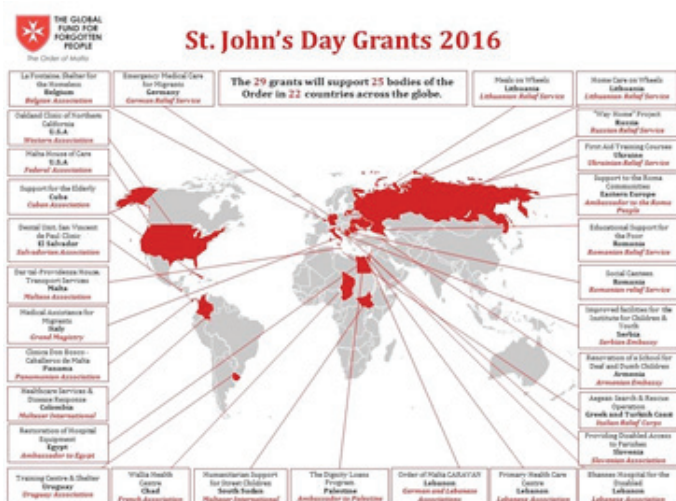 THE GLOBAL
FUND FOR
FORGOTTEN
PEOPLE
The Order of Malta
St. John's Day Grants 2016
The 29 grants will support 25 bodies of the
Order in 22 countries across the globe.
La Fontaine, Shelter for
the Homeless
Belgium
Belgian Association
Emergency Medical Care
for Migrants
Germany
German Relief Service
Meals on Wheels
Lithuania
Lithuanian Relief Service
Home Care on Wheels
Lithuania
Lithuanian Relief Service
Oakland Clinic of Northern
California
U.S.A
Western Association
Malta House of Care
U.S.A
Federal Association
Support for the Elderly
Cuba
Cuban Association
Dental Unit, San Vincent
de Paul Clinic
El Salvador
Salvadorian Association
Dar tal-Providenza House,
Transport Services
Malta
Maltese Association
Medical Assistance for
Migrants
Italy
Grand Magistry
Clinica Don Bosco -
Caballeros de Malta
Panama
Panamanian Association
Healthcare Services &
Disease Response
Colombia
Malteser International
Restoration of Hospital
Equipment
Egypt
Ambassador to Egypt
"Way Home" Project
Russia
Russian Relief Service
First Aid Training Courses
Ukraine
Ukrainian Relief Service
Support to the Roma
Communities
Eastern Europe
Ambassador to the Roma
People
Educational Support for
the Poor
Romania
Romanian Relief Service
Social Canteen
Romania
Romanian relief Service
Improved facilities for the
Institute for Children &
Youth
Serbia
Serbian Embassy
Renovation of a School for
Deaf and Dumb Children
Armenia
Armenian Embassy
Aegean Search & Rescue
Operation
Greek and Turkish Coast
Italian Relief Corps
Providing Disabled Access
to Parishes
Slovenia
Slovenian Association
Training Centre & Shelter
Uruguay
Uruguay Association
Walia Health
Centre
Chad
French Association
Humanitarian Support
for Street Children
South Sudan
Malteser International
The Dignity Loans
Program
Palestine
Ambassador to Palestine
Order of Malta CARAVAN
Lebanon
German and Lebanese
Associations
Primary Health Care
Centre
Lebanon
Lebanese Association
Bhannes Hospital for the
Disabled
Lebanon
Lebanese Association